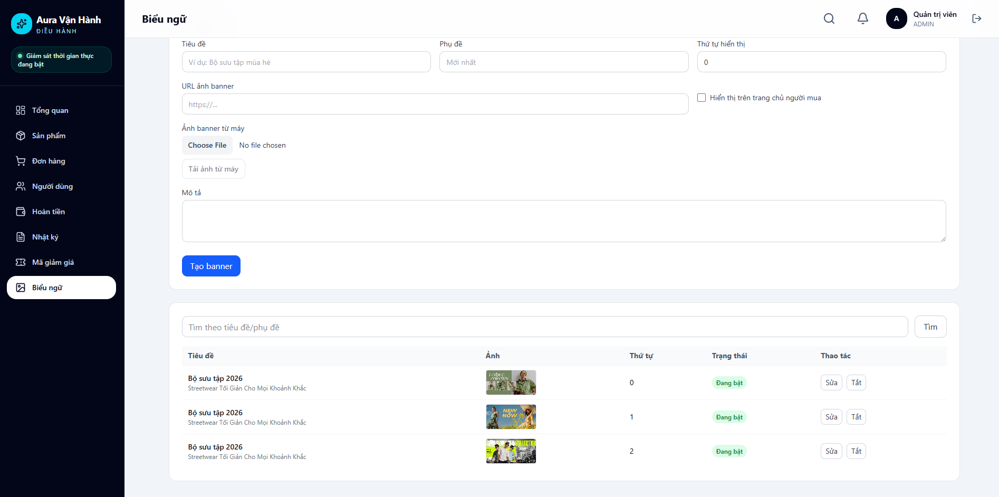 Aura Vận Hành
ĐIỀU HÀNH
Giám sát thời gian thực
đang bật
Tổng quan
Sản phẩm
Đơn hàng
Người dùng
Hoàn tiền
Nhật ký
Mã giảm giá
Biểu ngữ
Biểu ngữ
A
Quản trị viên
ADMIN
Tiêu đề
Phụ đề
Thứ tự hiển thị
Ví dụ: Bộ sưu tập mùa hè
Mới nhất
0
URL ảnh banner
https://...
Hiển thị trên trang chủ người mua
Ảnh banner từ máy
Choose File
No file chosen
Tải ảnh từ máy
Mô tả
Tạo banner
Tìm theo tiêu đề/phụ đề
Tìm
Tiêu đề
Ảnh
Thứ tự
Trạng thái
Thao tác
Bộ sưu tập 2026
Streetwear Tối Giản Cho Mọi Khoảnh Khắc
0
Đang bật
Sửa
Tắt
Bộ sưu tập 2026
Streetwear Tối Giản Cho Mọi Khoảnh Khắc
NEW
NOW
1
Đang bật
Sửa
Tắt
Bộ sưu tập 2026
Streetwear Tối Giản Cho Mọi Khoảnh Khắc
2
Đang bật
Sửa
Tắt